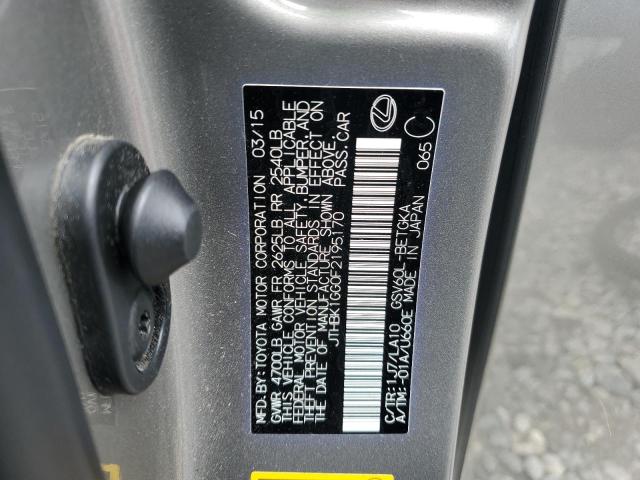 MFD. BY: TOYOTA MOTOR CORPORATION 03/15
GVWR 4700LB GAWR FR 2625LB RR 2540LB
THIS VEHICLE CONFORMS TO ALL APPLICABLE
FEDERAL MOTOR VEHICLE SAFETY, BUMPER, AND
THEFT PREVENTION STANDARDS IN EFFECT ON
THE DATE OF MANUFACTURE SHOWN ABOVE.
JTHBK1GG5F2195170 PASS. CAR
C/TR: 1J7/LA10 GSV60L-BETGKA
A/TM: -01A/U660E MADE IN JAPAN 065 C